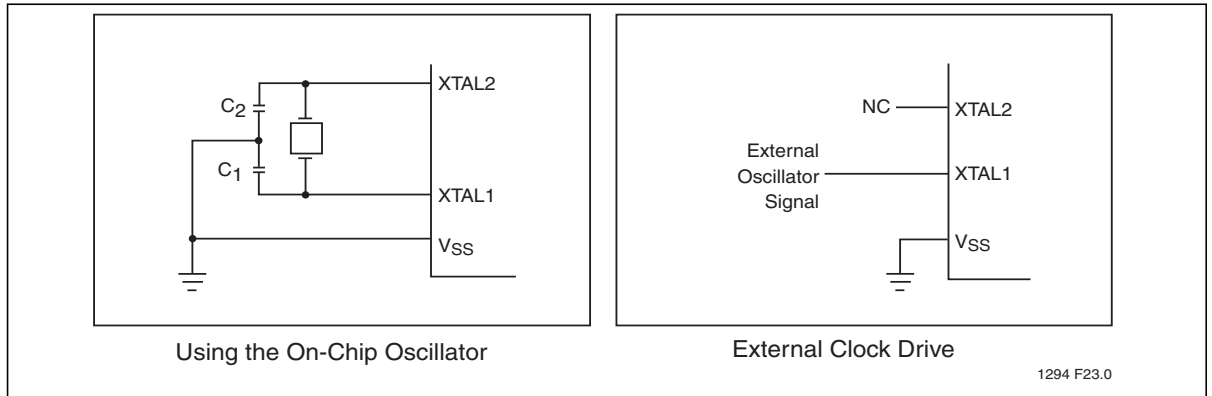 XTAL2
C2
C1
XTAL1
VSS
Using the On-Chip Oscillator
NC
XTAL2
External
Oscillator
Signal
XTAL1
VSS
External Clock Drive
1294 F23.0